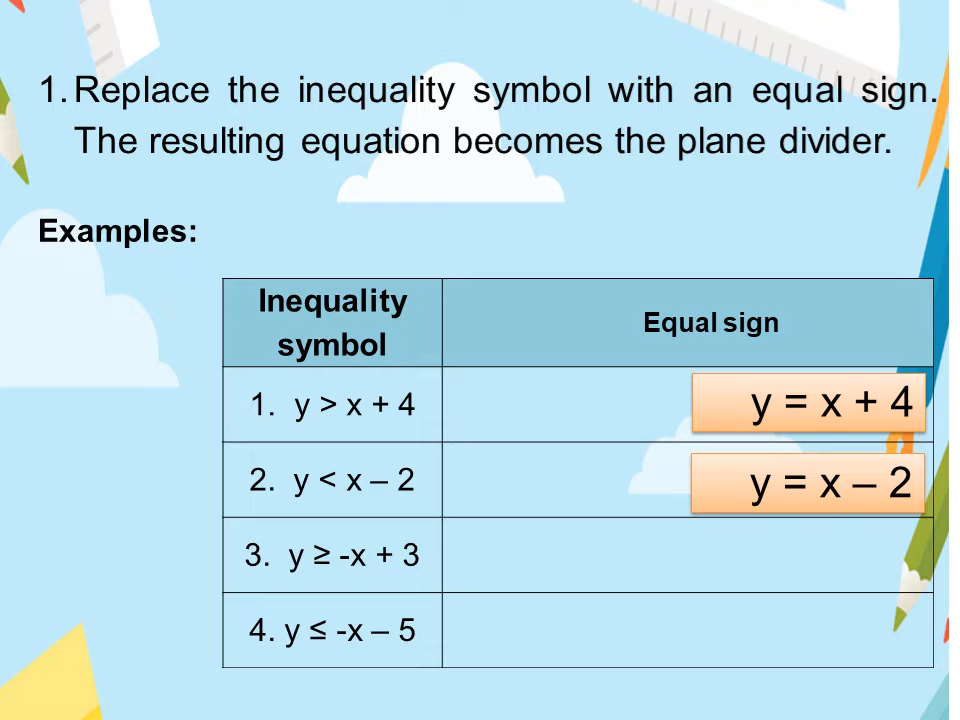 1. Replace the inequality symbol with an equal sign.
The resulting equation becomes the plane divider.
Examples:
Inequality
symbol
Equal sign
1. y > x + 4
y = x + 4
2. y < x – 2
y = x – 2
3. y ≥ -x + 3
4. y ≤ -x – 5